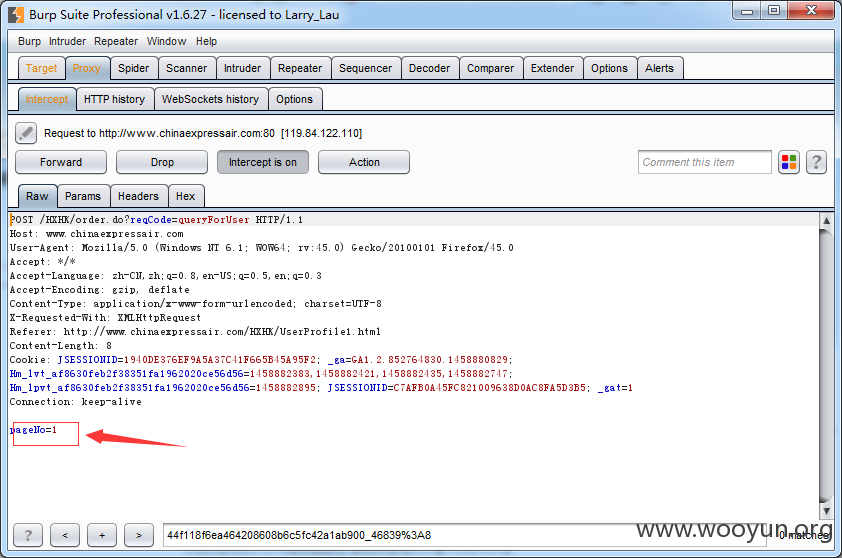 Burp Suite Professional v1.6.27 - licensed to Larry_Lau
Burp Intruder Repeater Window Help
Target Proxy Spider Scanner Intruder Repeater Sequencer Decoder Comparer Extender Options Alerts
Intercept HTTP history WebSockets history Options
Request to http://www.chinaexpressair.com:80 [119.84.122.110]
Forward Drop Intercept is on Action Comment this item ?
Raw Params Headers Hex
POST /HXHK/order.do?reqCode=queryForUser HTTP/1.1
Host: www.chinaexpressair.com
User-Agent: Mozilla/5.0 (Windows NT 6.1; WOW64; rv:45.0) Gecko/20100101 Firefox/45.0
Accept: */*
Accept-Language: zh-CN,zh;q=0.8,en-US;q=0.5,en;q=0.3
Accept-Encoding: gzip, deflate
Content-Type: application/x-www-form-urlencoded; charset=UTF-8
X-Requested-With: XMLHttpRequest
Referer: http://www.chinaexpressair.com/HXHK/UserProfile1.html
Content-Length: 8
Cookie: JSESSIONID=1940DE376EF9A5A37C41F665B45A95F2; _ga=GA1.2.852764830.1458880829;
Hm_lvt_af8630feb2f38351fa1962020ce56d56=1458882383,1458882421,1458882435,1458882747;
Hm_lpvt_af8630feb2f38351fa1962020ce56d56=1458882895; JSESSIONID=C7AFB0A45FC821009638D0AC8FA5D3B5; _gat=1
Connection: keep-alive
pageNo=1
? < + > 44f118f6ea464208608b6c5fc42a1ab900_46839%3A8 0 matches
www.wooyun.org